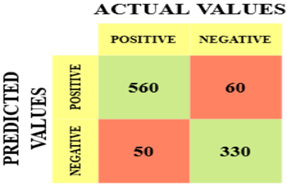 ACTUAL VALUES
POSITIVE NEGATIVE
PREDICTED
VALUES
POSITIVE 560 60
NEGATIVE 50 330